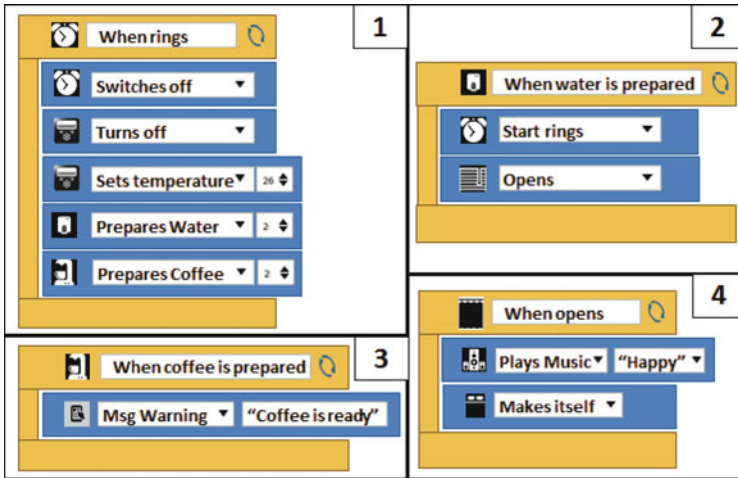 1
When rings
Switches off
Turns off
Sets temperature 26
Prepares Water 2
Prepares Coffee 2
2
When water is prepared
Start rings
Opens
3
When coffee is prepared
Msg Warning “Coffee is ready”
4
When opens
Plays Music “Happy”
Makes itself